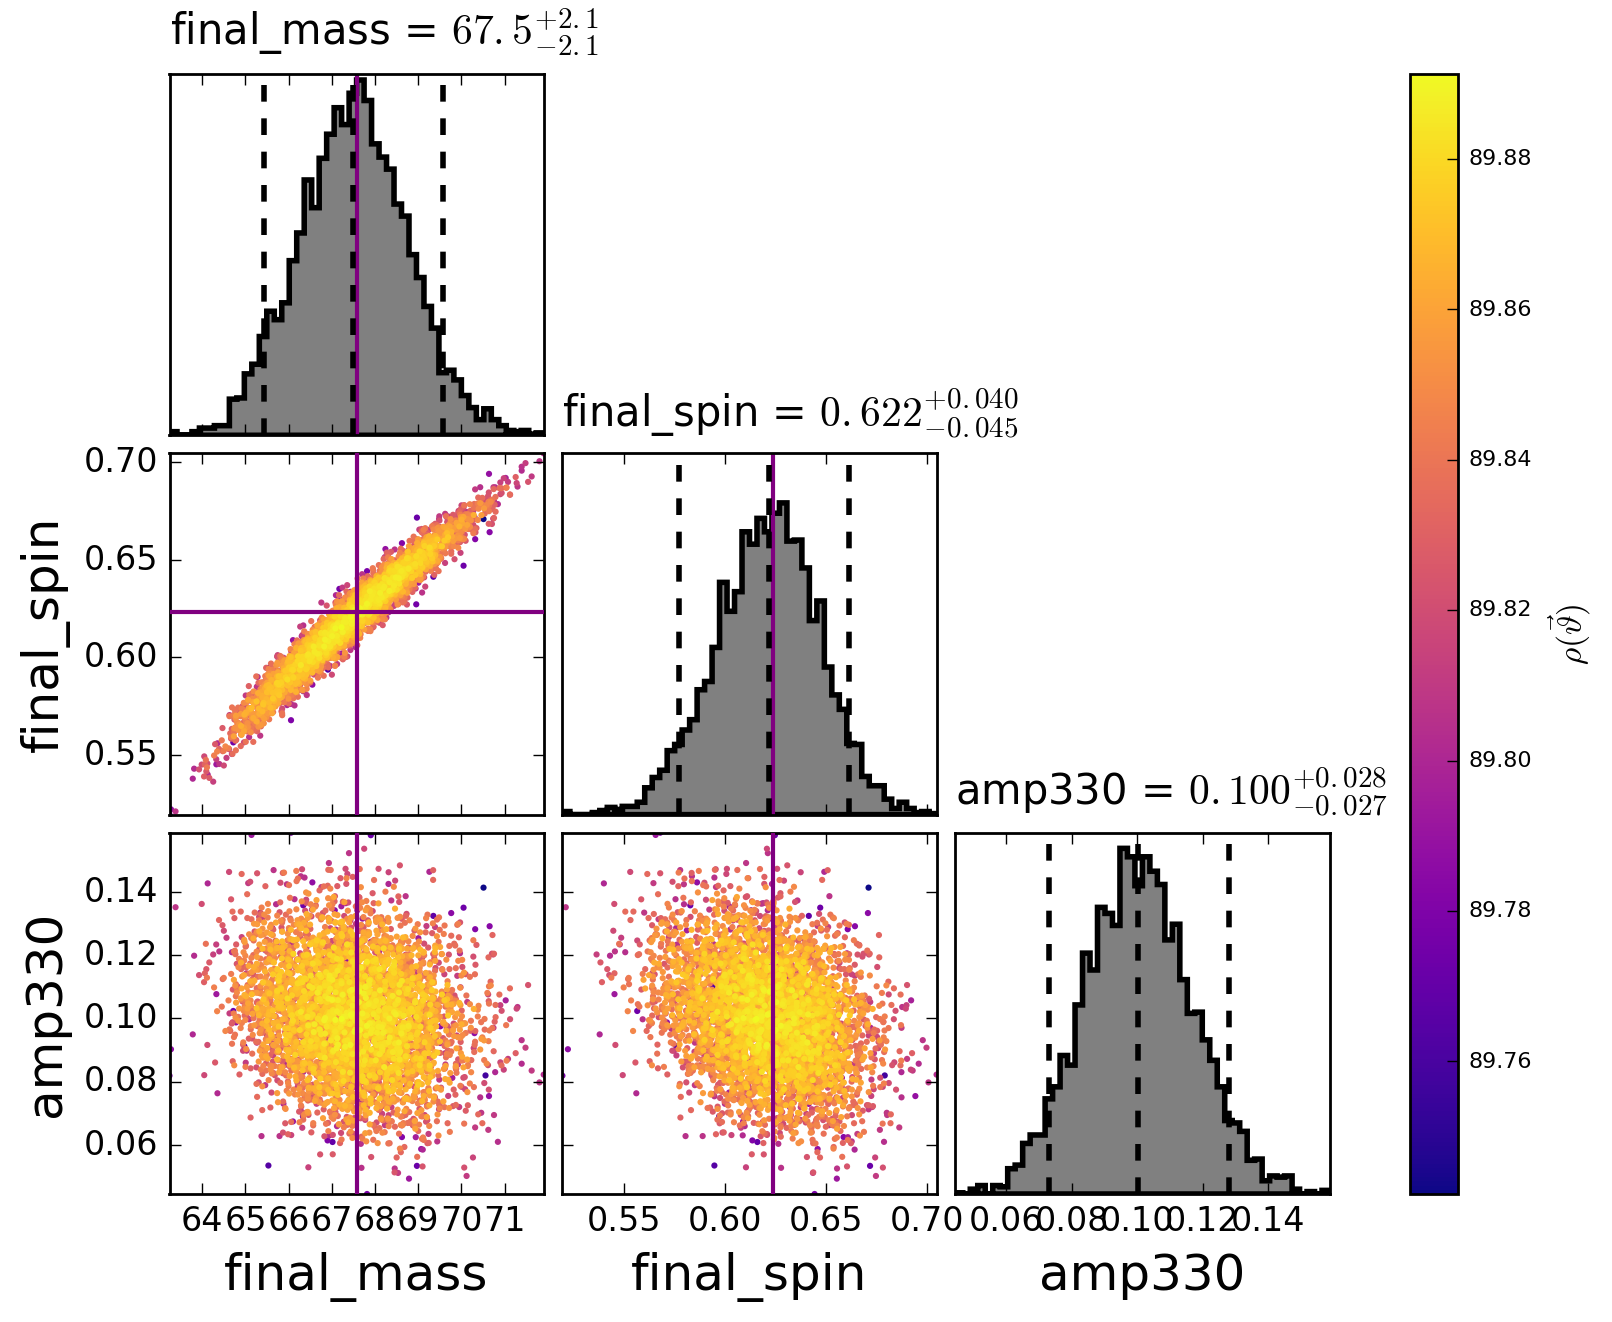 final_mass = 67.5 +2.1 −2.1
final_spin = 0.622 +0.040 −0.045
amp330 = 0.100 +0.028 −0.027
final_spin
0.70
0.65
0.60
0.55
amp330
0.14
0.12
0.10
0.08
0.06
64 65 66 67 68 69 70 71
final_mass
0.55 0.60 0.65 0.70
final_spin
0.06 0.08 0.10 0.12 0.14
amp330
89.88
89.86
89.84
89.82
89.80
89.78
89.76
ρ(ϑ⃗)